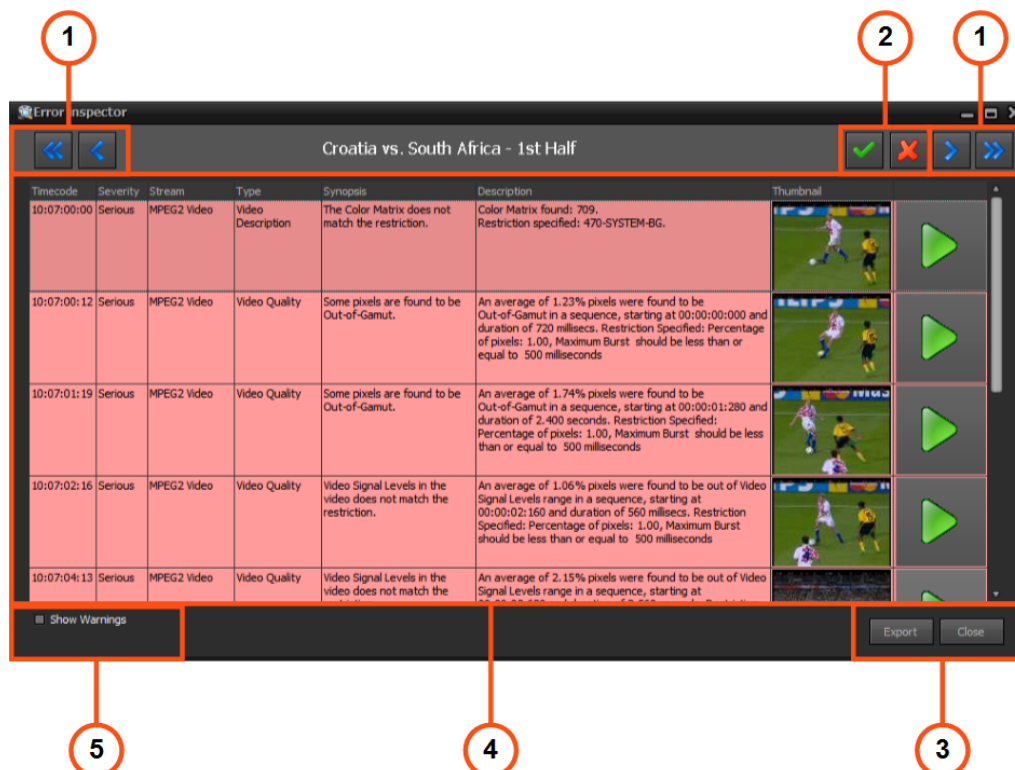 1
2
1
Error Inspector
Croatia vs. South Africa - 1st Half
Timecode Severity Stream Type Synopsis Description Thumbnail
10:07:00:00 Serious MPEG2 Video Video Description The Color Matrix does not match the restriction. Color Matrix found: 709.
Restriction specified: 470-SYSTEM-BG.
10:07:00:12 Serious MPEG2 Video Video Quality Some pixels are found to be Out-of-Gamut. An average of 1.23% pixels were found to be
Out-of-Gamut in a sequence, starting at 00:00:00:000 and
duration of 720 millisecs. Restriction Specified: Percentage
of pixels: 1.00, Maximum Burst should be less than or
equal to 500 milliseconds
10:07:01:19 Serious MPEG2 Video Video Quality Some pixels are found to be Out-of-Gamut. An average of 1.74% pixels were found to be
Out-of-Gamut in a sequence, starting at 00:00:01:280 and
duration of 2.400 seconds. Restriction Specified:
Percentage of pixels: 1.00, Maximum Burst should be less
than or equal to 500 milliseconds
10:07:02:16 Serious MPEG2 Video Video Quality Video Signal Levels in the video does not match the restriction. An average of 1.06% pixels were found to be out of Video
Signal Levels range in a sequence, starting at
00:00:02:160 and duration of 560 millisecs. Restriction
Specified: Percentage of pixels: 1.00, Maximum Burst
should be less than or equal to 500 milliseconds
10:07:04:13 Serious MPEG2 Video Video Quality Video Signal Levels in the video does not match the An average of 2.15% pixels were found to be out of Video
Signal Levels range in a sequence, starting at
Show Warnings
Export Close
5
4
3